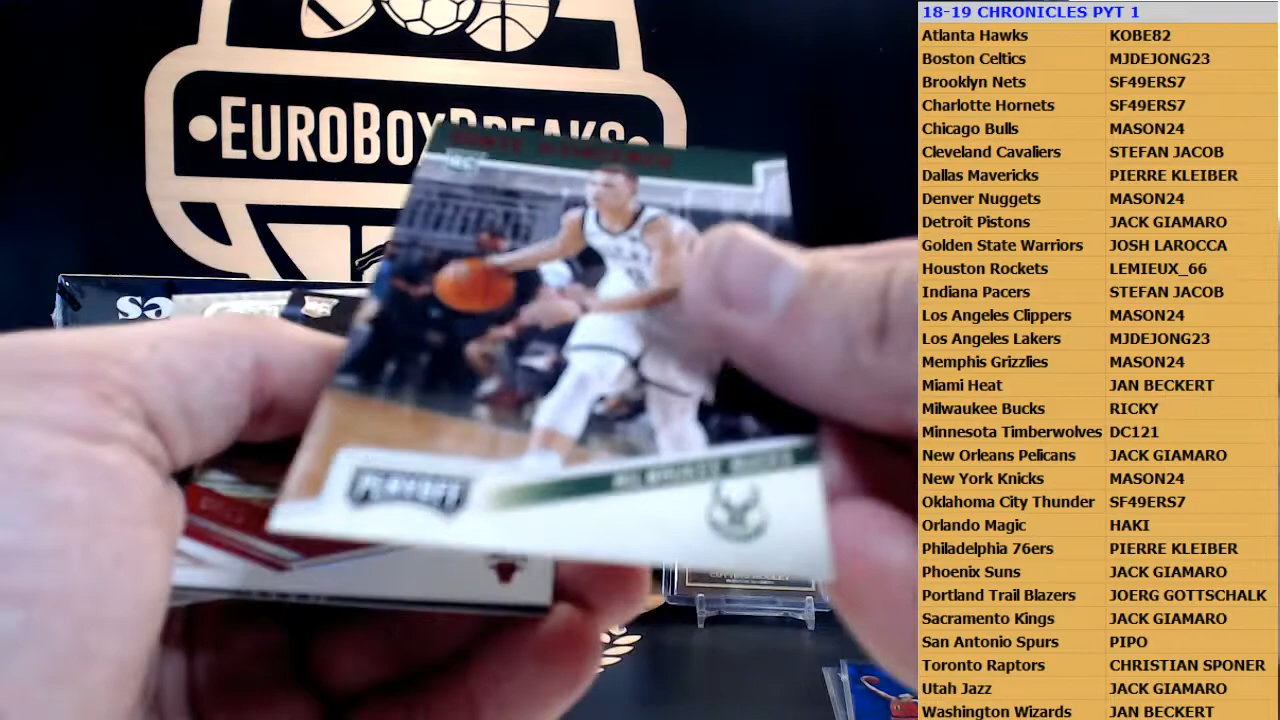 18-19 CHRONICLES PYT 1
Atlanta Hawks KOBE82
Boston Celtics MJDEJONG23
Brooklyn Nets SF49ERS7
Charlotte Hornets SF49ERS7
Chicago Bulls MASON24
Cleveland Cavaliers STEFAN JACOB
Dallas Mavericks PIERRE KLEIBER
Denver Nuggets MASON24
Detroit Pistons JACK GIAMARO
Golden State Warriors JOSH LAROCCA
Houston Rockets LEMIEUX_66
Indiana Pacers STEFAN JACOB
Los Angeles Clippers MASON24
Los Angeles Lakers MJDEJONG23
Memphis Grizzlies MASON24
Miami Heat JAN BECKERT
Milwaukee Bucks RICKY
Minnesota Timberwolves DC121
New Orleans Pelicans JACK GIAMARO
New York Knicks MASON24
Oklahoma City Thunder SF49ERS7
Orlando Magic HAKI
Philadelphia 76ers PIERRE KLEIBER
Phoenix Suns JACK GIAMARO
Portland Trail Blazers JOERG GOTTSCHALK
Sacramento Kings JACK GIAMARO
San Antonio Spurs PIPO
Toronto Raptors CHRISTIAN SPONER
Utah Jazz JACK GIAMARO
Washington Wizards JAN BECKERT
EUROBOXBREAKS
RC
sa
MILWAUKEE BUCKS
PLAYOFF